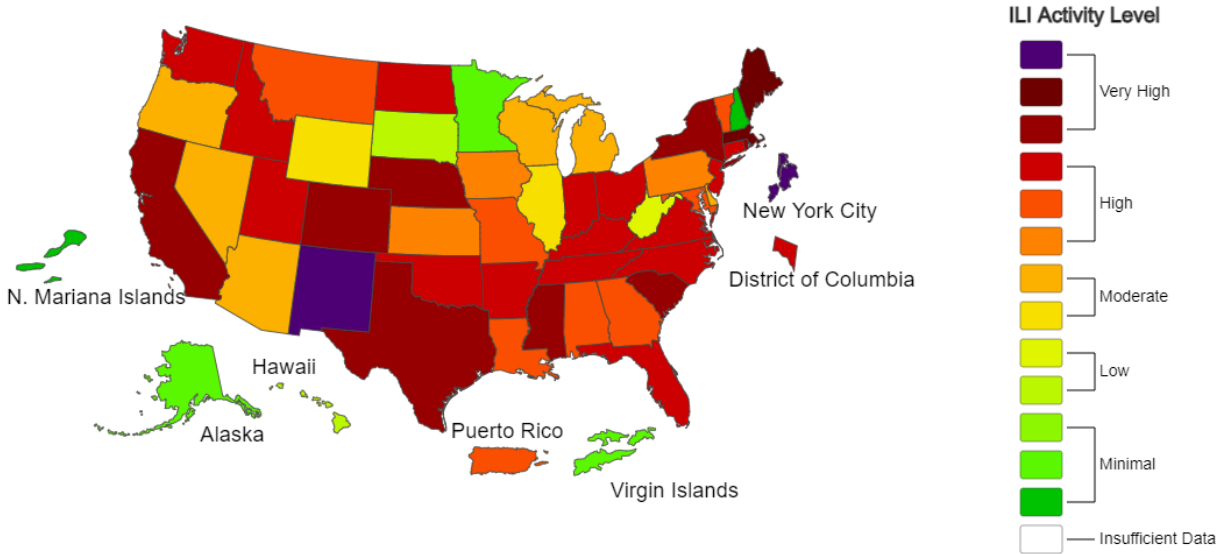 ILI Activity Level
Very High
High
Moderate
Low
Minimal
Insufficient Data
New York City
District of Columbia
N. Mariana Islands
Hawaii
Alaska
Puerto Rico
Virgin Islands